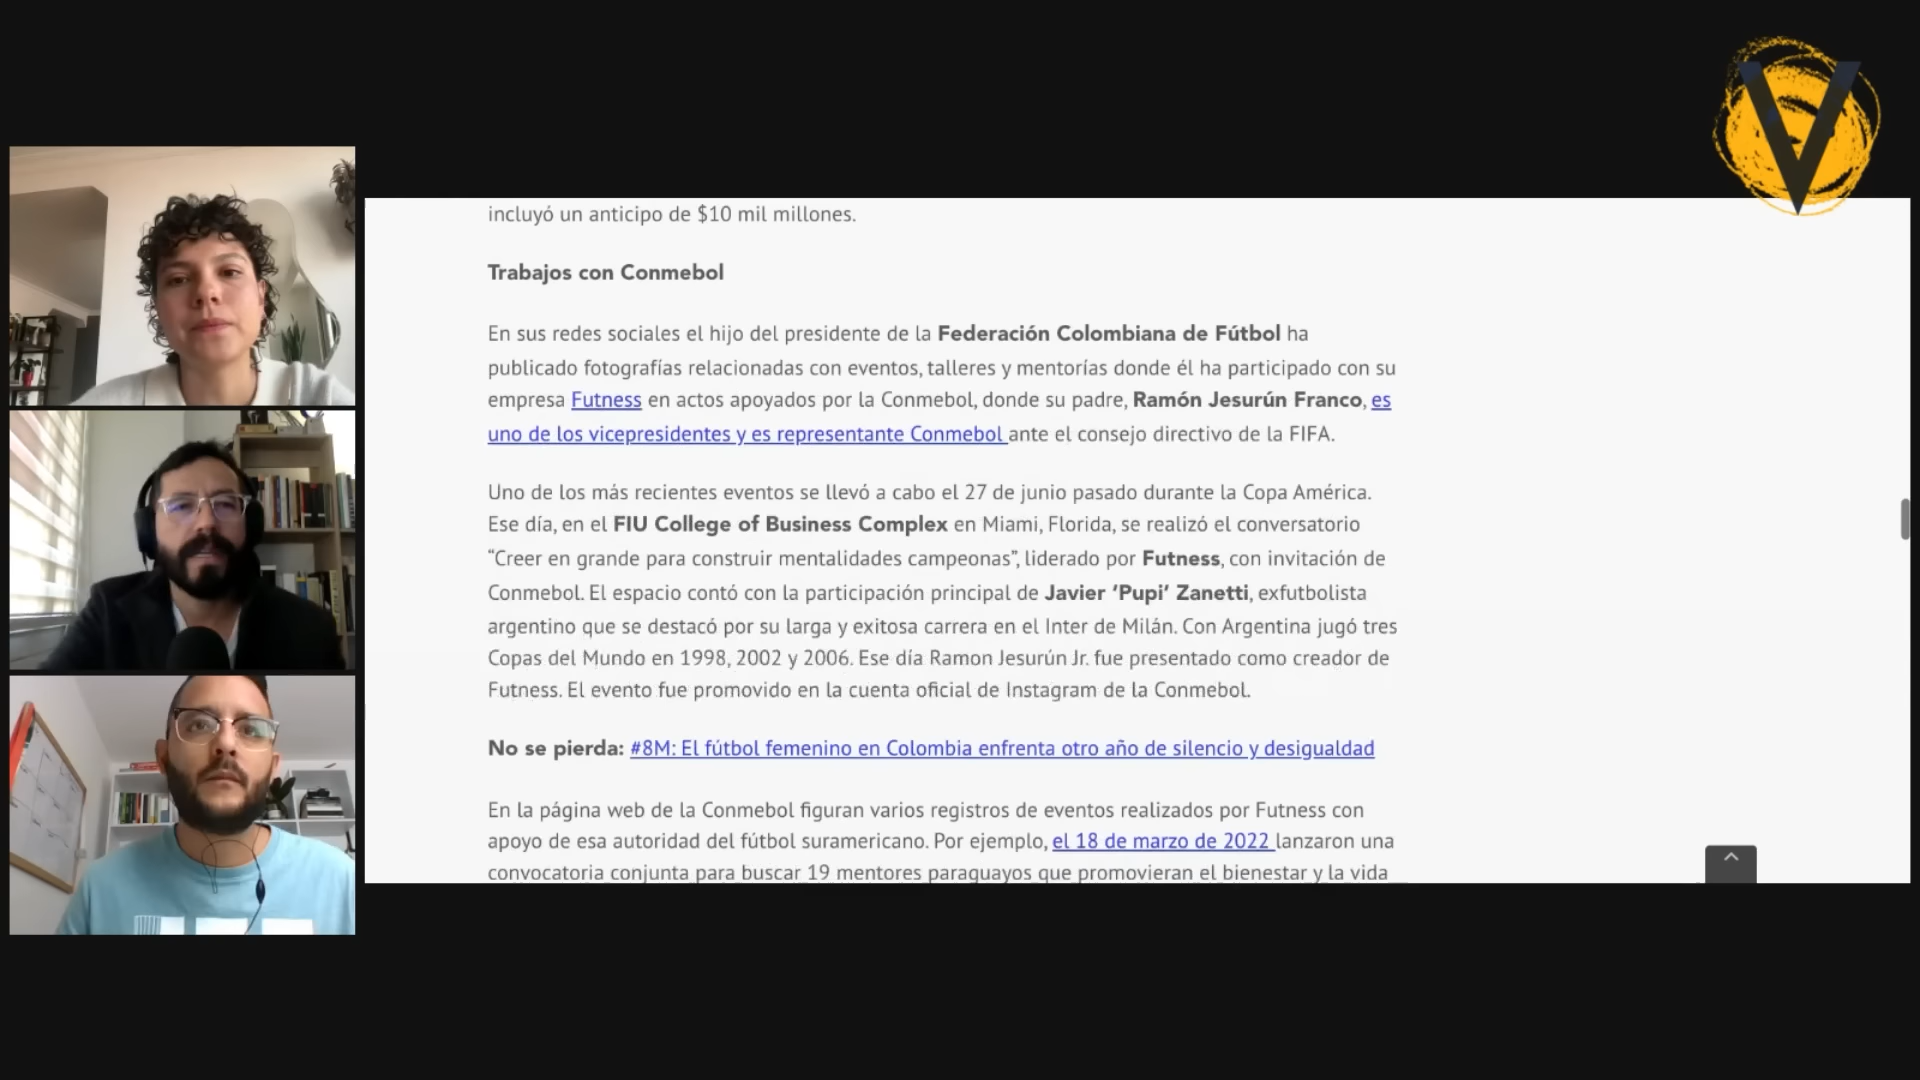 V
incluyó un anticipo de $10 mil millones.
Trabajos con Conmebol
En sus redes sociales el hijo del presidente de la Federación Colombiana de Fútbol ha
publicado fotografías relacionadas con eventos, talleres y mentorías donde él ha participado con su
empresa Futness en actos apoyados por la Conmebol, donde su padre, Ramón Jesurún Franco, es
uno de los vicepresidentes y es representante Conmebol ante el consejo directivo de la FIFA.
Uno de los más recientes eventos se llevó a cabo el 27 de junio pasado durante la Copa América.
Ese día, en el FIU College of Business Complex en Miami, Florida, se realizó el conversatorio
“Creer en grande para construir mentalidades campeonas”, liderado por Futness, con invitación de
Conmebol. El espacio contó con la participación principal de Javier ‘Pupi’ Zanetti, exfutbolista
argentino que se destacó por su larga y exitosa carrera en el Inter de Milán. Con Argentina jugó tres
Copas del Mundo en 1998, 2002 y 2006. Ese día Ramon Jesurún Jr. fue presentado como creador de
Futness. El evento fue promovido en la cuenta oficial de Instagram de la Conmebol.
No se pierda: #8M: El fútbol femenino en Colombia enfrenta otro año de silencio y desigualdad
En la página web de la Conmebol figuran varios registros de eventos realizados por Futness con
apoyo de esa autoridad del fútbol suramericano. Por ejemplo, el 18 de marzo de 2022 lanzaron una
convocatoria conjunta para buscar 19 mentores paraguayos que promovieran el bienestar y la vida